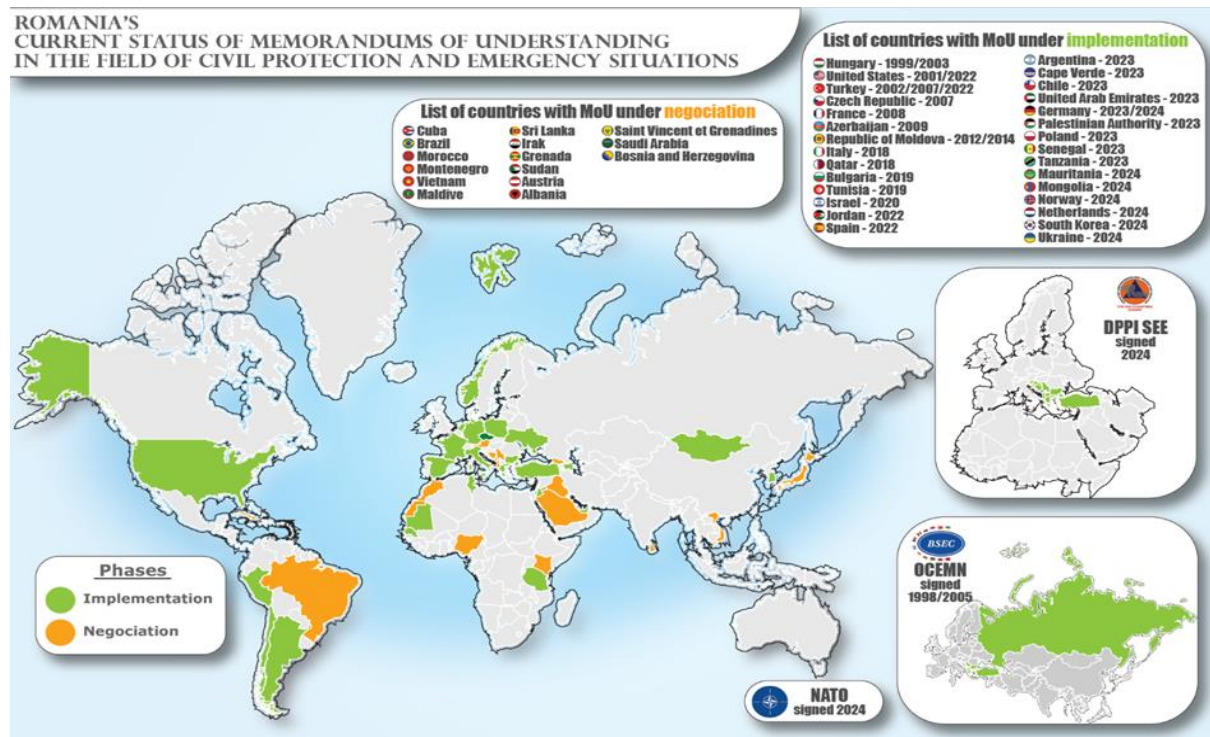 ROMANIA'S
CURRENT STATUS OF MEMORANDUMS OF UNDERSTANDING
IN THE FIELD OF CIVIL PROTECTION AND EMERGENCY SITUATIONS
List of countries with MoU under negociation
Cuba
Brazil
Morocco
Montenegro
Vietnam
Maldive
Sri Lanka
Irak
Grenada
Sudan
Austria
Albania
Saint Vincent et Grenadines
Saudi Arabia
Bosnia and Herzegovina
List of countries with MoU under implementation
Hungary - 1999/2003
United States - 2001/2022
Turkey - 2002/2007/2022
Czech Republic - 2007
France - 2008
Azerbaijan - 2009
Republic of Moldova - 2012/2014
Italy - 2018
Qatar - 2018
Bulgaria - 2019
Tunisia - 2019
Israel - 2020
Jordan - 2022
Spain - 2022
Argentina - 2023
Cape Verde - 2023
Chile - 2023
United Arab Emirates - 2023
Germany - 2023/2024
Palestinian Authority - 2023
Poland - 2023
Senegal - 2023
Tanzania - 2023
Mauritania - 2024
Mongolia - 2024
Norway - 2024
Netherlands - 2024
South Korea - 2024
Ukraine - 2024
DPPI SEE
signed
2024
BSEC
OCEMN
signed
1998/2005
Phases
Implementation
Negociation
NATO
signed 2024